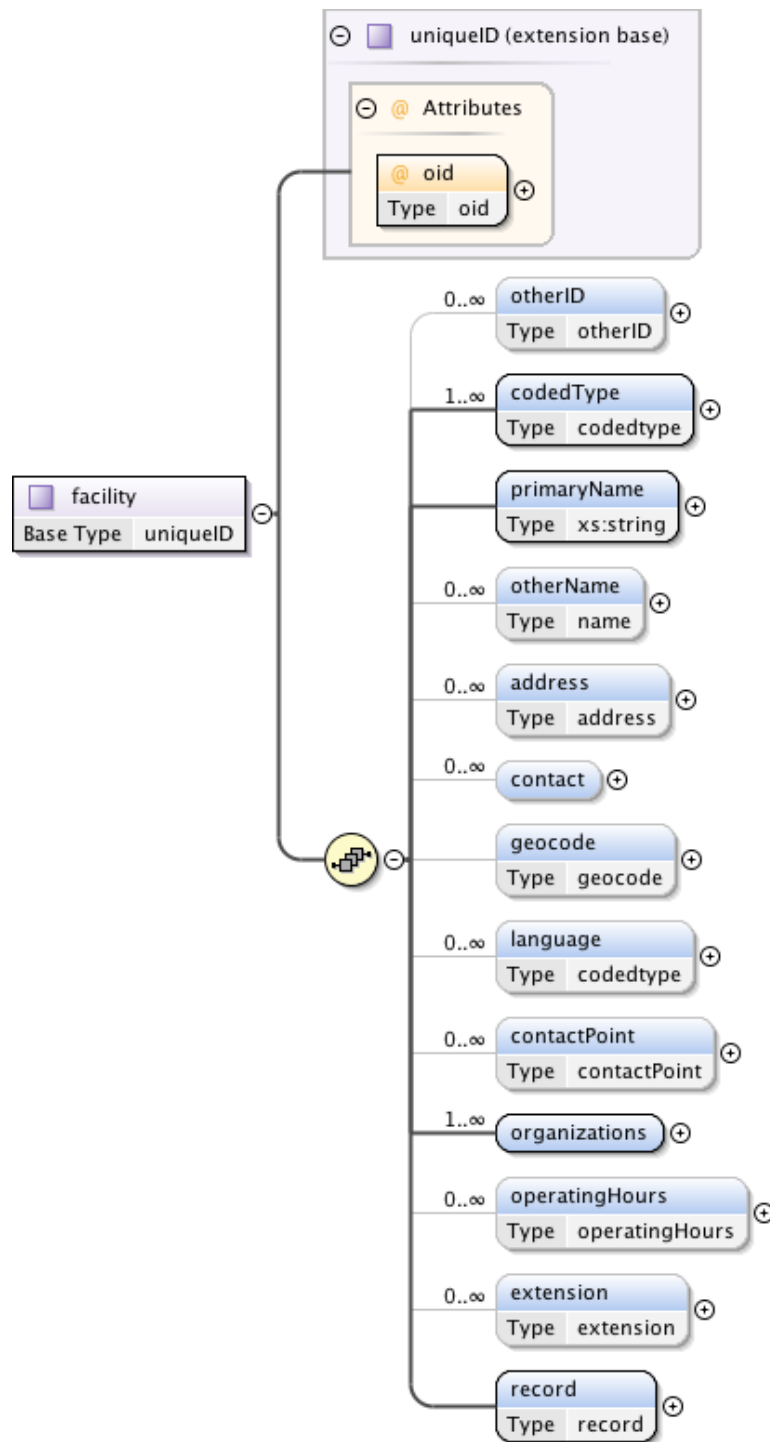 uniqueID (extension base)
@ Attributes
@ oid
Type oid
0..∞ otherID
Type otherID
1..∞ codedType
Type codedtype
facility
Base Type uniqueID
primaryName
Type xs:string
0..∞ otherName
Type name
0..∞ address
Type address
0..∞ contact
geocode
Type geocode
0..∞ language
Type codedtype
0..∞ contactPoint
Type contactPoint
1..∞ organizations
0..∞ operatingHours
Type operatingHours
0..∞ extension
Type extension
record
Type record